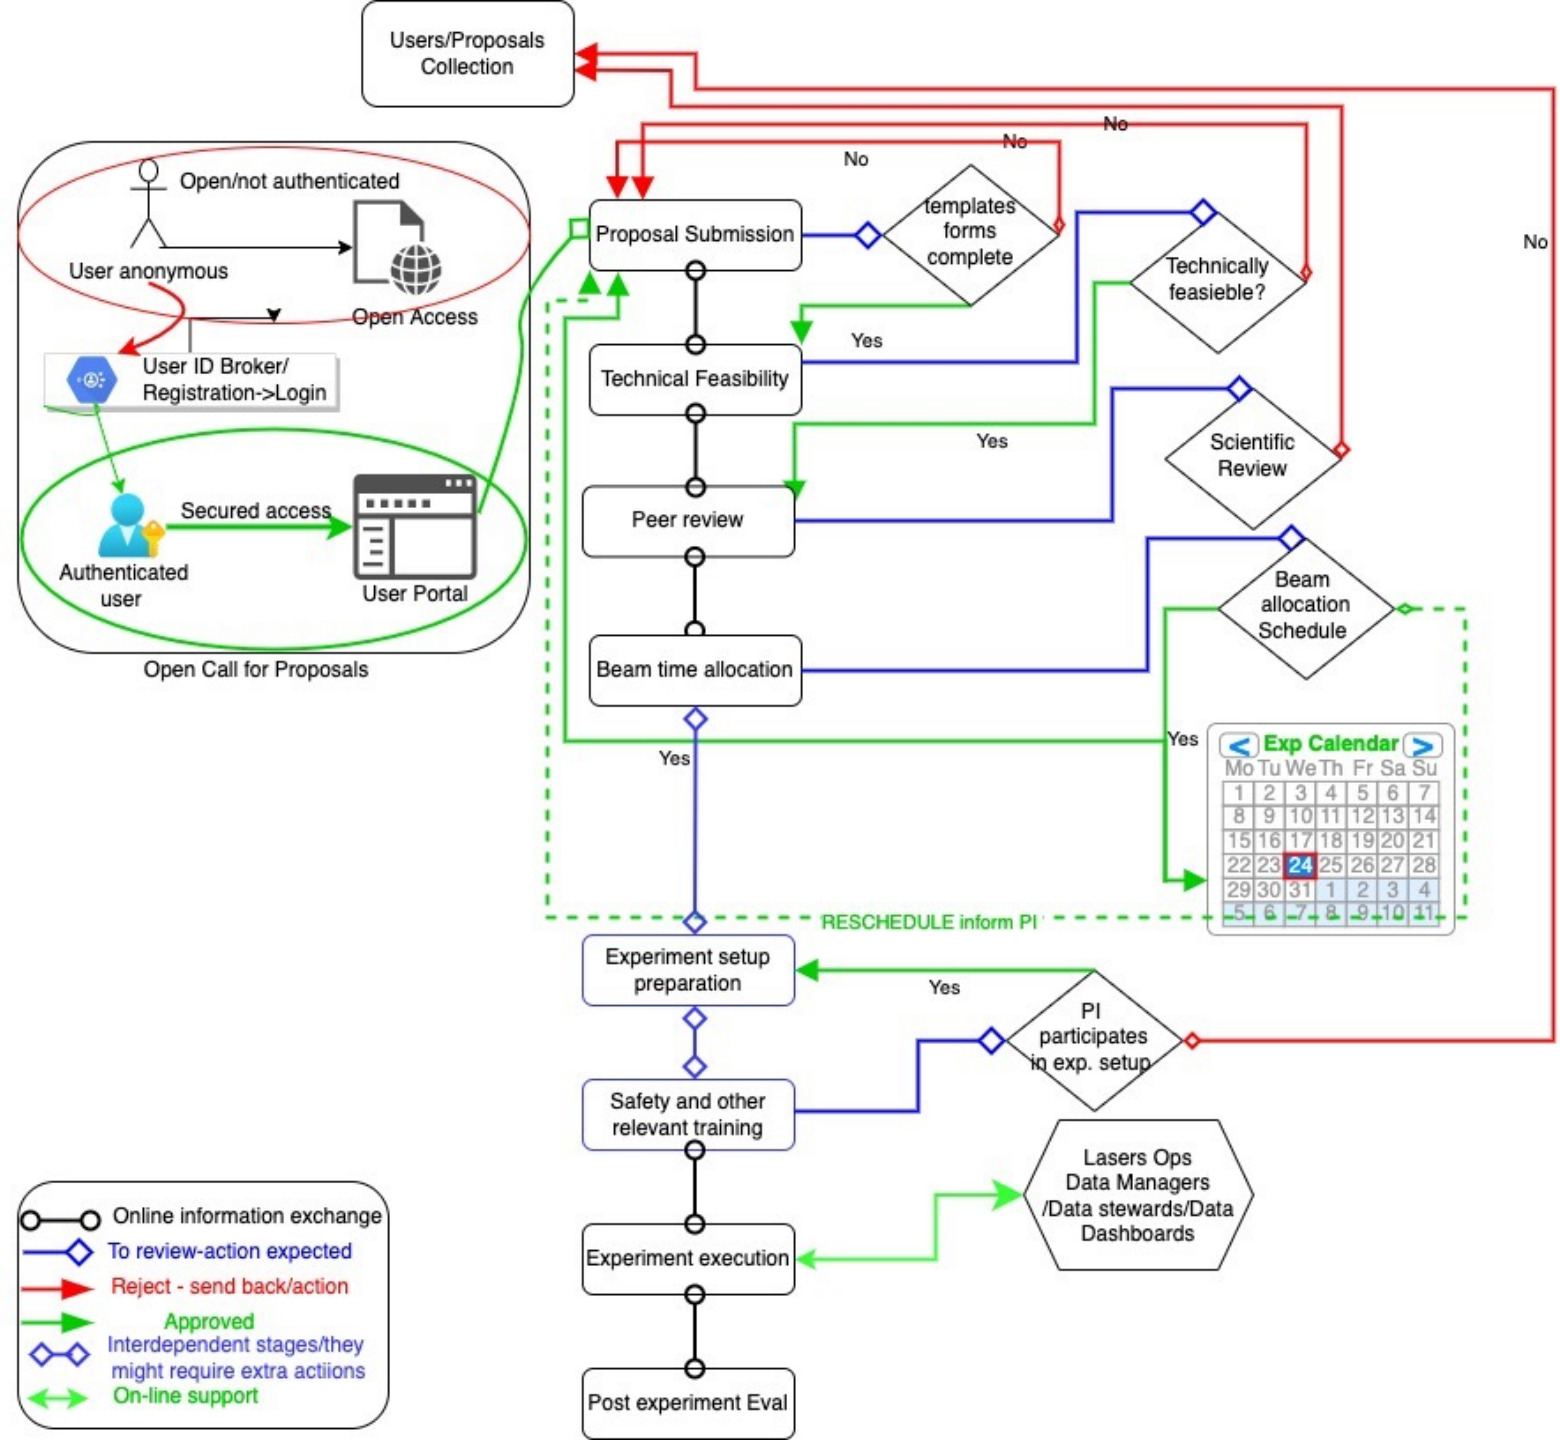 Users/Proposals
Collection
No
No
No
Open/not authenticated
User anonymous
Open Access
User ID Broker/
Registration->Login
Secured access
Authenticated
user
User Portal
Open Call for Proposals
Proposal Submission
templates
forms
complete
Technically
feasieble?
No
Yes
Technical Feasibility
Yes
Scientific
Review
Peer review
Beam
allocation
Schedule
Beam time allocation
Yes
Yes
< Exp Calendar >
Mo Tu We Th Fr Sa Su
1 2 3 4 5 6 7
8 9 10 11 12 13 14
15 16 17 18 19 20 21
22 23 24 25 26 27 28
29 30 31 1 2 3 4
5 6 7 8 9 10 11
RESCHEDULE inform PI
Experiment setup
preparation
Yes
PI
participates
in exp. setup
Safety and other
relevant training
Lasers Ops
Data Managers
/Data stewards/Data
Dashboards
Experiment execution
Post experiment Eval
Online information exchange
To review-action expected
Reject - send back/action
Approved
Interdependent stages/they
might require extra actiions
On-line support